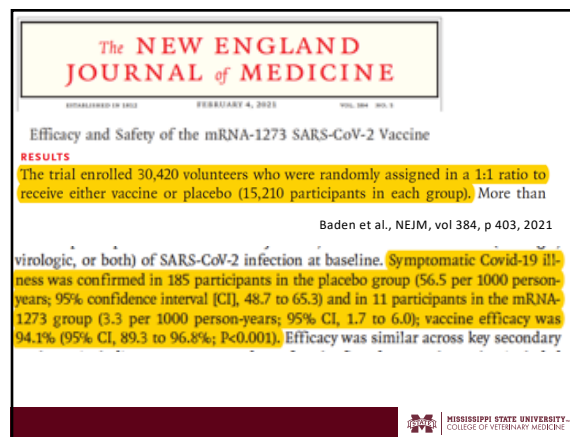 The NEW ENGLAND
JOURNAL of MEDICINE
ESTABLISHED IN 1812 FEBRUARY 4, 2021 VOL. 384 NO. 5
Efficacy and Safety of the mRNA-1273 SARS-CoV-2 Vaccine
RESULTS
The trial enrolled 30,420 volunteers who were randomly assigned in a 1:1 ratio to
receive either vaccine or placebo (15,210 participants in each group). More than
Baden et al., NEJM, vol 384, p 403, 2021
virologic, or both) of SARS-CoV-2 infection at baseline. Symptomatic Covid-19 ill-
ness was confirmed in 185 participants in the placebo group (56.5 per 1000 person-
years; 95% confidence interval [CI], 48.7 to 65.3) and in 11 participants in the mRNA-
1273 group (3.3 per 1000 person-years; 95% CI, 1.7 to 6.0); vaccine efficacy was
94.1% (95% CI, 89.3 to 96.8%; P<0.001). Efficacy was similar across key secondary
STATE
MISSISSIPPI STATE UNIVERSITY™
COLLEGE OF VETERINARY MEDICINE